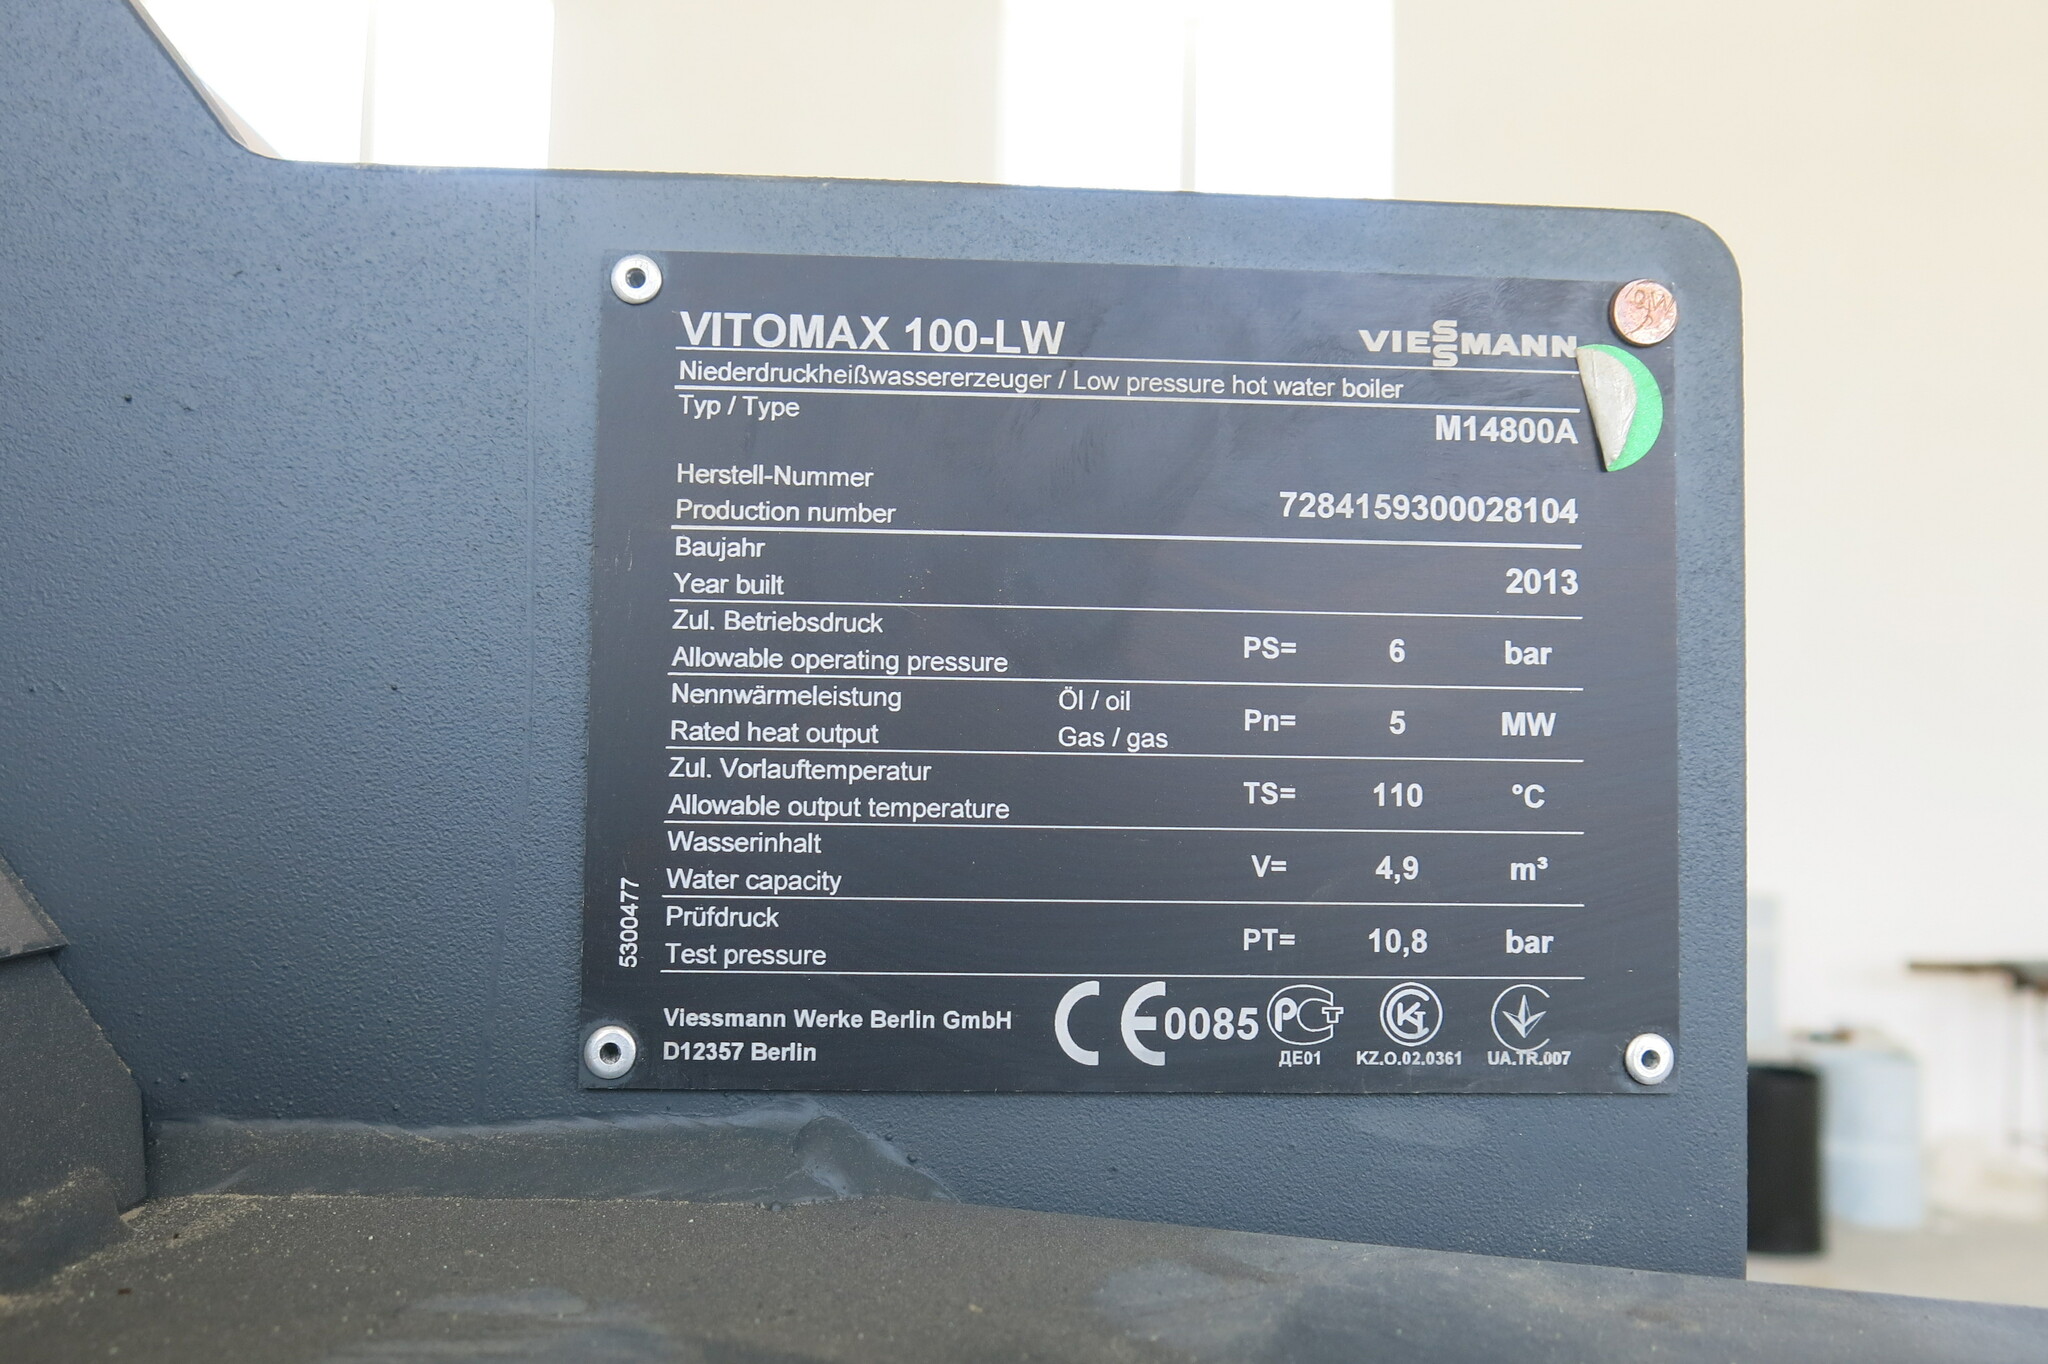 VITOMAX 100-LW
VIESSMANN
Niederdruckheißwassererzeuger / Low pressure hot water boiler
Typ / Type
M14800A
Herstell-Nummer
Production number 7284159300028104
Baujahr
Year built 2013
Zul. Betriebsdruck
Allowable operating pressure PS= 6 bar
Nennwärmeleistung Öl / oil
Rated heat output Gas / gas Pn= 5 MW
Zul. Vorlauftemperatur
Allowable output temperature TS= 110 °C
Wasserinhalt
Water capacity V= 4,9 m³
Prüfdruck
Test pressure PT= 10,8 bar
5300477
Viessmann Werke Berlin GmbH
D12357 Berlin
CE 0085
РСТ
ДЕ01
KZ.O.02.0361
UA.TR.007